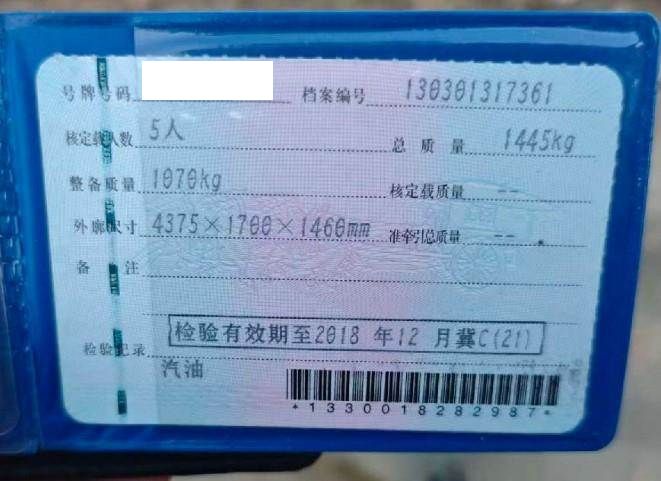 号牌号码 档案编号 130301317361
核定载人数 5人 总质量 1445kg
整备质量 1070kg 核定载质量 --
外廓尺寸 4375×1700×1460mm 准牵引总质量 --
备注
检验有效期至2018 年12 月冀C(21)
检验记录
汽油
*1330018282987*